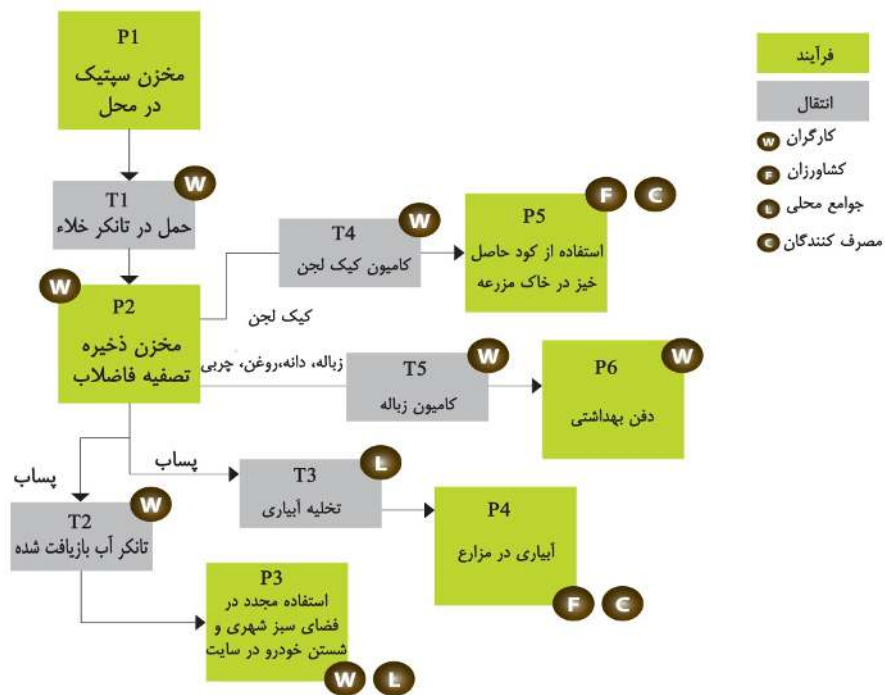 P1
مخزن سپتیک
در محل
فرآیند
انتقال
W کارگران
F کشاورزان
L جوامع محلی
C مصرف کنندگان
W
T1
حمل در تانکر خلاء
W
T4
کامیون کیک لجن
F C
P5
استفاده از کود حاصل
خیز در خاک مزرعه
W
P2
مخزن ذخیره
تصفیه فاضلاب
کیک لجن
زباله، دانه،روغن، چربی
W
T5
کامیون زباله
W
P6
دفن بهداشتی
پساب
پساب
L
T3
تخلیه آبیاری
P4
آبیاری در مزارع
F C
W
T2
تانکر آب بازیافت شده
P3
استفاده مجدد در
فضای سبز شهری و
شستن خودرو در سایت
W L